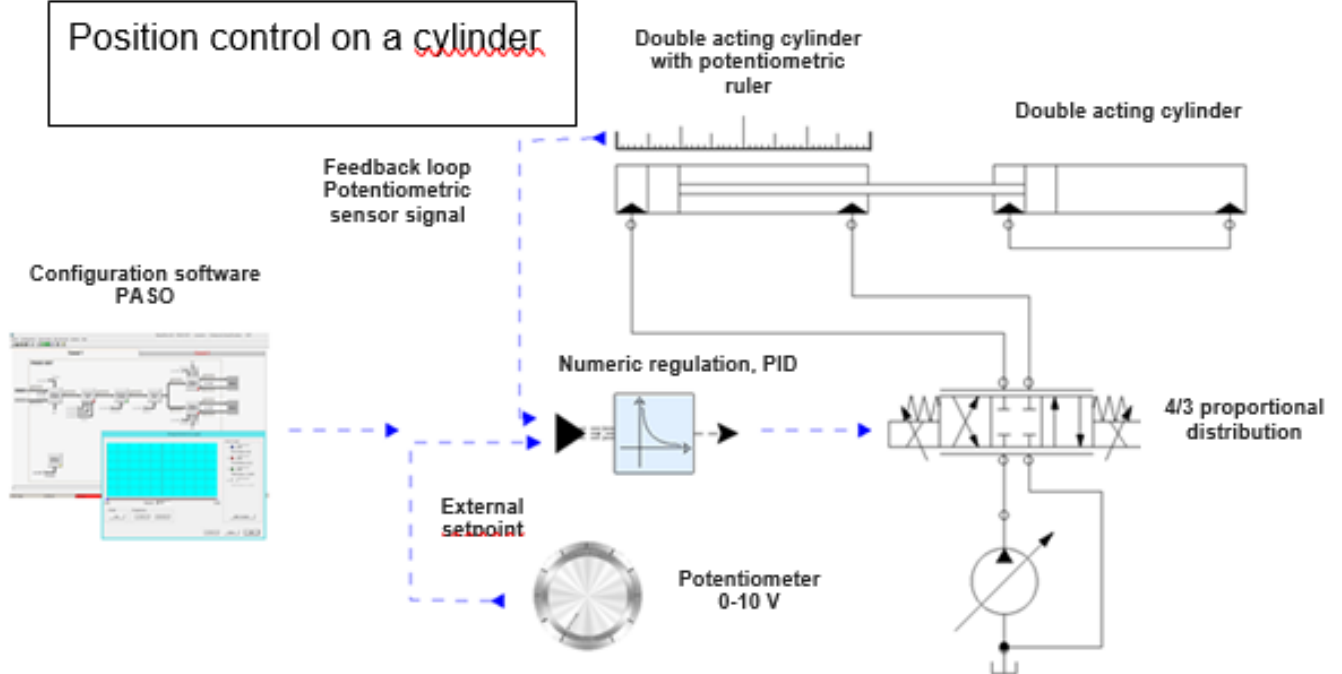 Position control on a cylinder
Double acting cylinder
with potentiometric
ruler
Double acting cylinder
Feedback loop
Potentiometric
sensor signal
Configuration software
PASO
Numeric regulation, PID
4/3 proportional
distribution
External
setpoint
Potentiometer
0-10 V